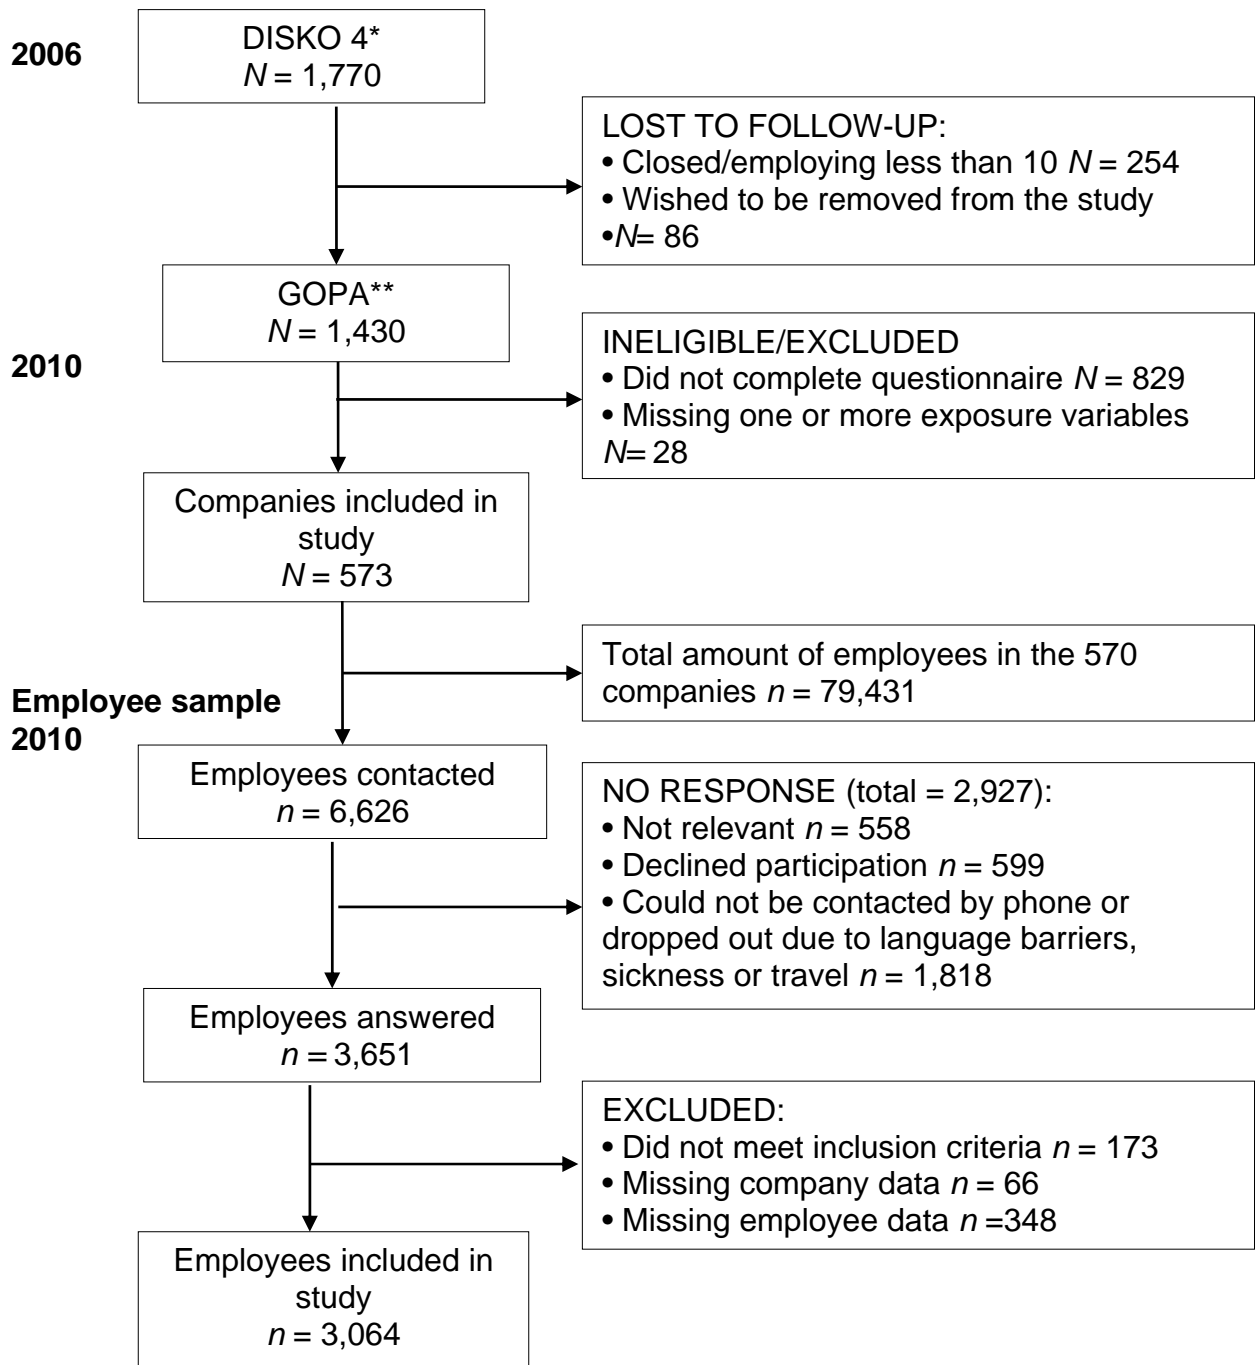 2006
DISKO 4*
N = 1,770
LOST TO FOLLOW-UP:
• Closed/employing less than 10 N = 254
• Wished to be removed from the study
•N= 86
GOPA**
N = 1,430
2010
INELIGIBLE/EXCLUDED
• Did not complete questionnaire N = 829
• Missing one or more exposure variables
N= 28
Companies included in
study
N = 573
Total amount of employees in the 570
companies n = 79,431
Employee sample
2010
Employees contacted
n = 6,626
NO RESPONSE (total = 2,927):
• Not relevant n = 558
• Declined participation n = 599
• Could not be contacted by phone or
dropped out due to language barriers,
sickness or travel n = 1,818
Employees answered
n = 3,651
EXCLUDED:
• Did not meet inclusion criteria n = 173
• Missing company data n = 66
• Missing employee data n =348
Employees included in
study
n = 3,064